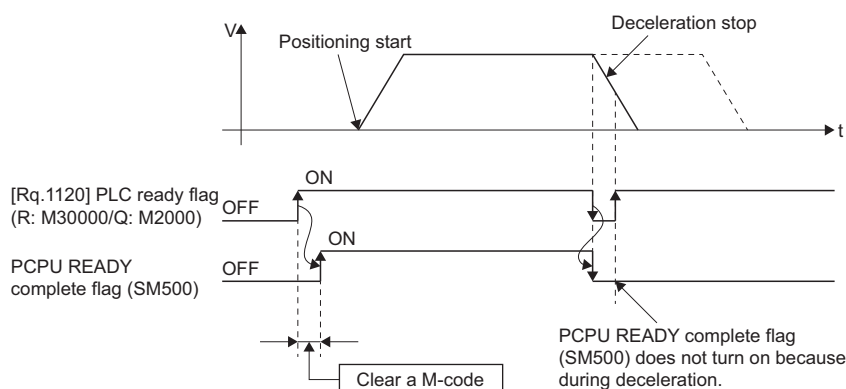 V
Positioning start
Deceleration stop
t
[Rq.1120] PLC ready flag
(R: M30000/Q: M2000)
OFF
ON
PCPU READY
complete flag (SM500)
OFF
ON
Clear a M-code
PCPU READY complete flag
(SM500) does not turn on because
during deceleration.